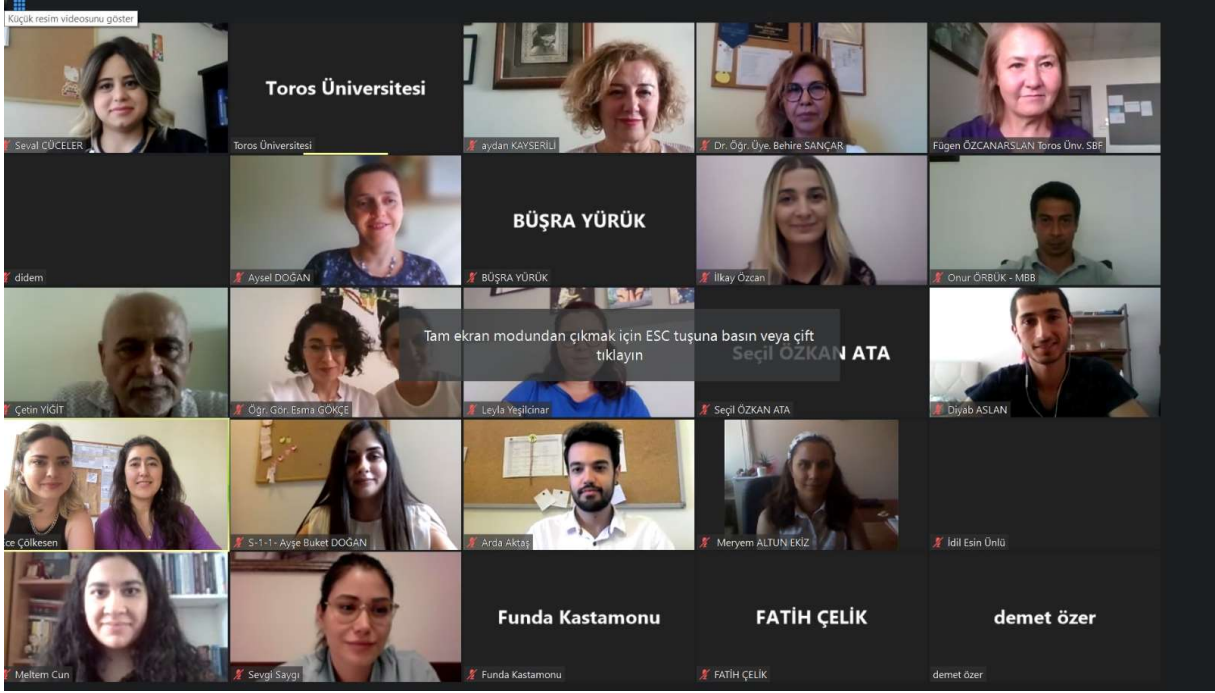 Küçük resim videosunu göster
Seval CÜCELER
Toros Üniversitesi
Toros Üniversitesi
aydan KAYSERİLİ
Dr. Öğr. Üye. Behire SANÇAR
Fügen ÖZCANARSLAN Toros Ünv. SBF
didem
Aysel DOĞAN
BÜŞRA YÜRÜK
BÜŞRA YÜRÜK
İlkay Özcan
Onur ÖRBÜK - MBB
Tam ekran modundan çıkmak için ESC tuşuna basın veya çift
tıklayın
Çetin YİĞİT
Öğr. Gör. Esma GÖKÇE
Leyla Yeşilcinar
Seçil ÖZKAN ATA
Seçil ÖZKAN ATA
Diyab ASLAN
Ece Çölkesen
S-1-1- Ayşe Buket DOĞAN
Arda Aktaş
Meryem ALTUN EKİZ
İdil Esin Ünlü
Meltem Cun
Sevgi Saygı
Funda Kastamonu
Funda Kastamonu
FATİH ÇELİK
FATİH ÇELİK
demet özer
demet özer